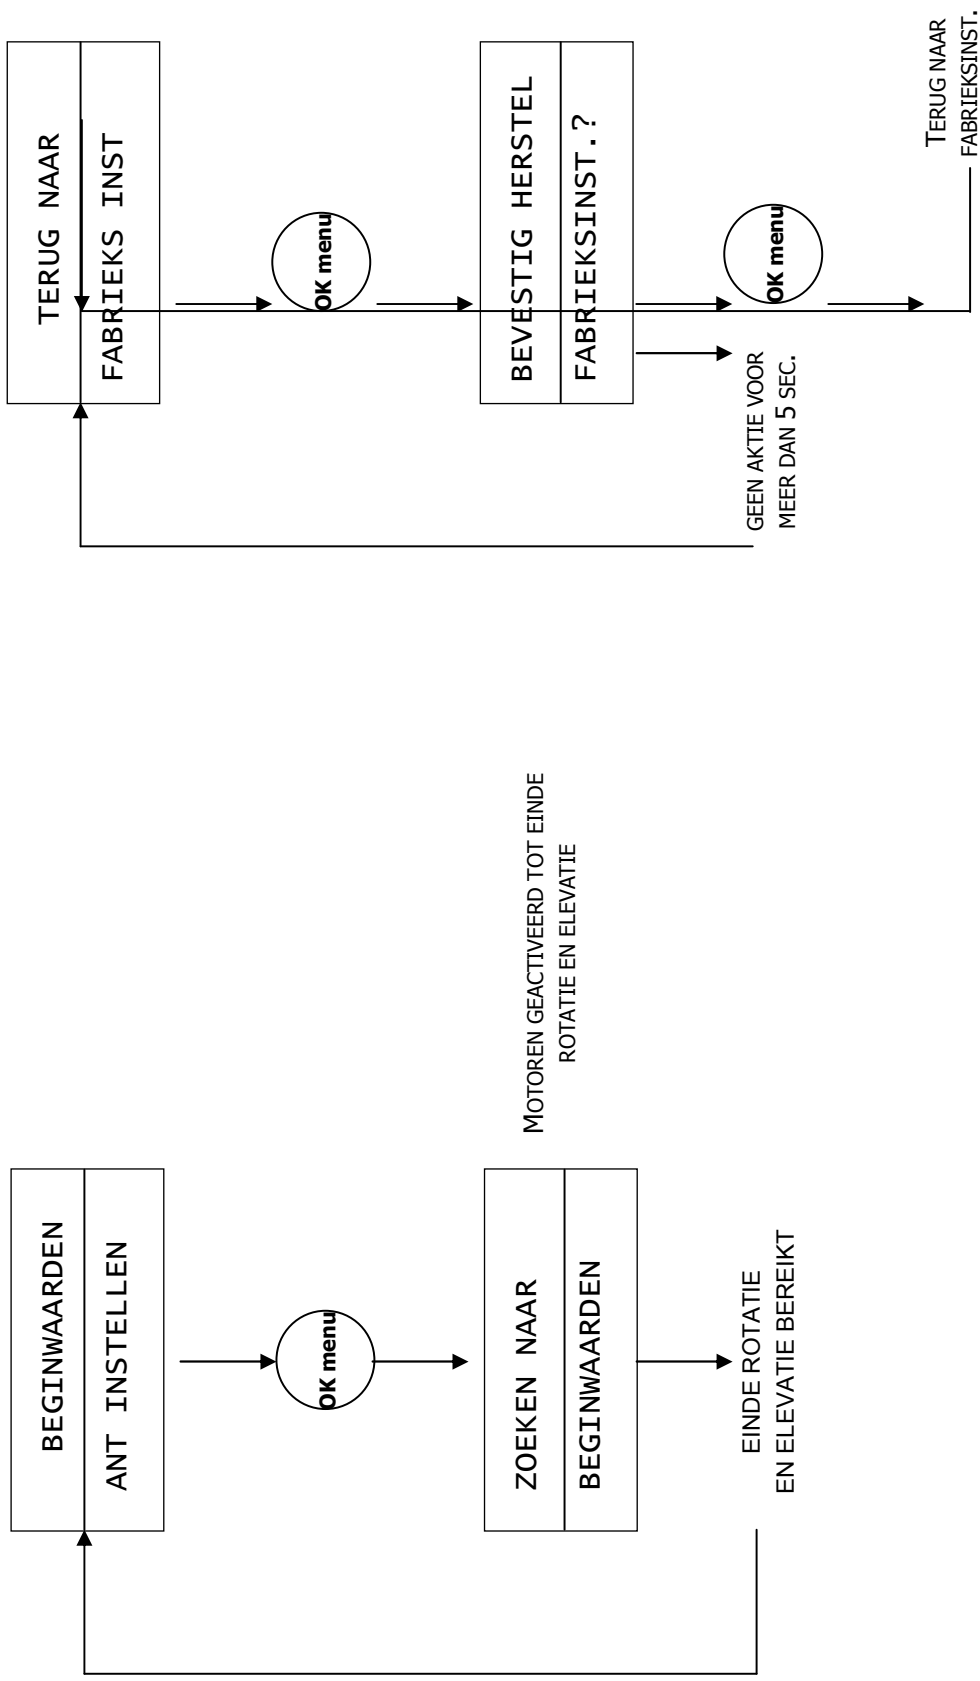 BEGINWAARDEN
ANT INSTELLEN
OK menu
ZOEKEN NAAR
BEGINWAARDEN
MOTOREN GEACTIVEERD TOT EINDE
ROTATIE EN ELEVATIE
EINDE ROTATIE
EN ELEVATIE BEREIKT
TERUG NAAR
FABRIEKS INST
OK menu
BEVESTIG HERSTEL
FABRIEKSINST.?
GEEN AKTIE VOOR
MEER DAN 5 SEC.
OK menu
TERUG NAAR
FABRIEKSINST.